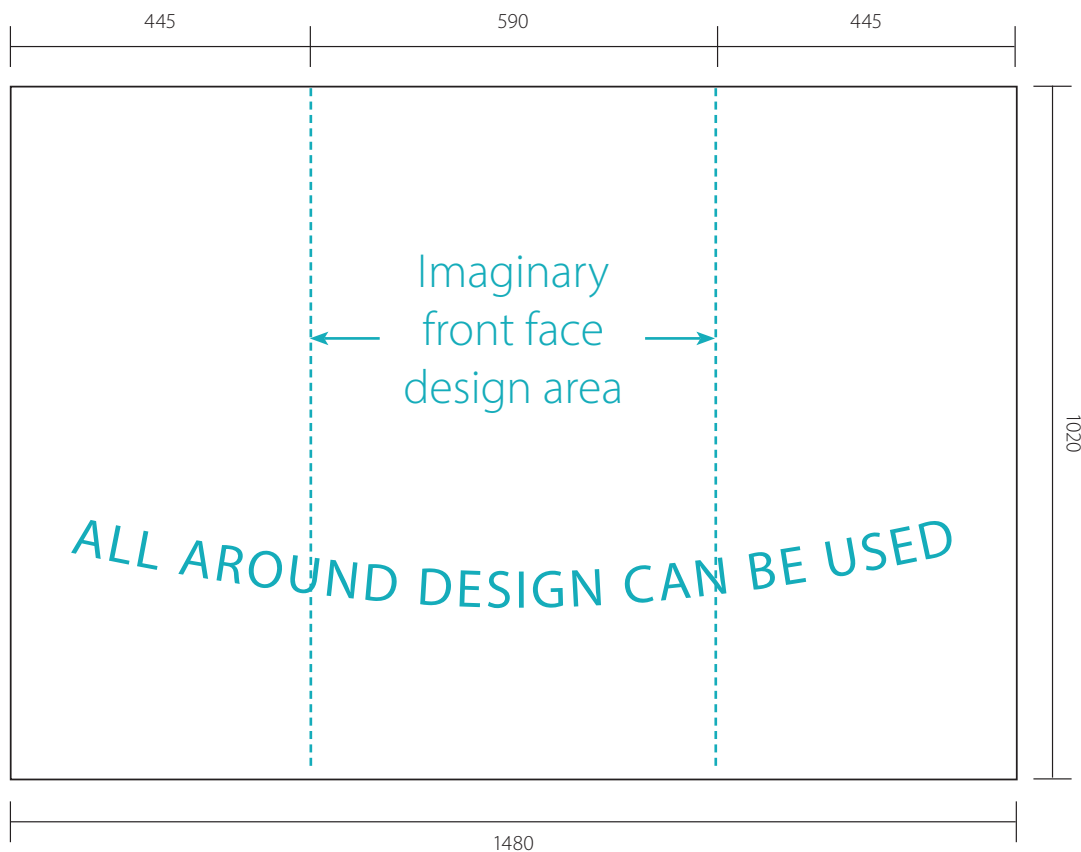 445 590 445
Imaginary
front face
design area
1020
ALL AROUND DESIGN CAN BE USED
1480